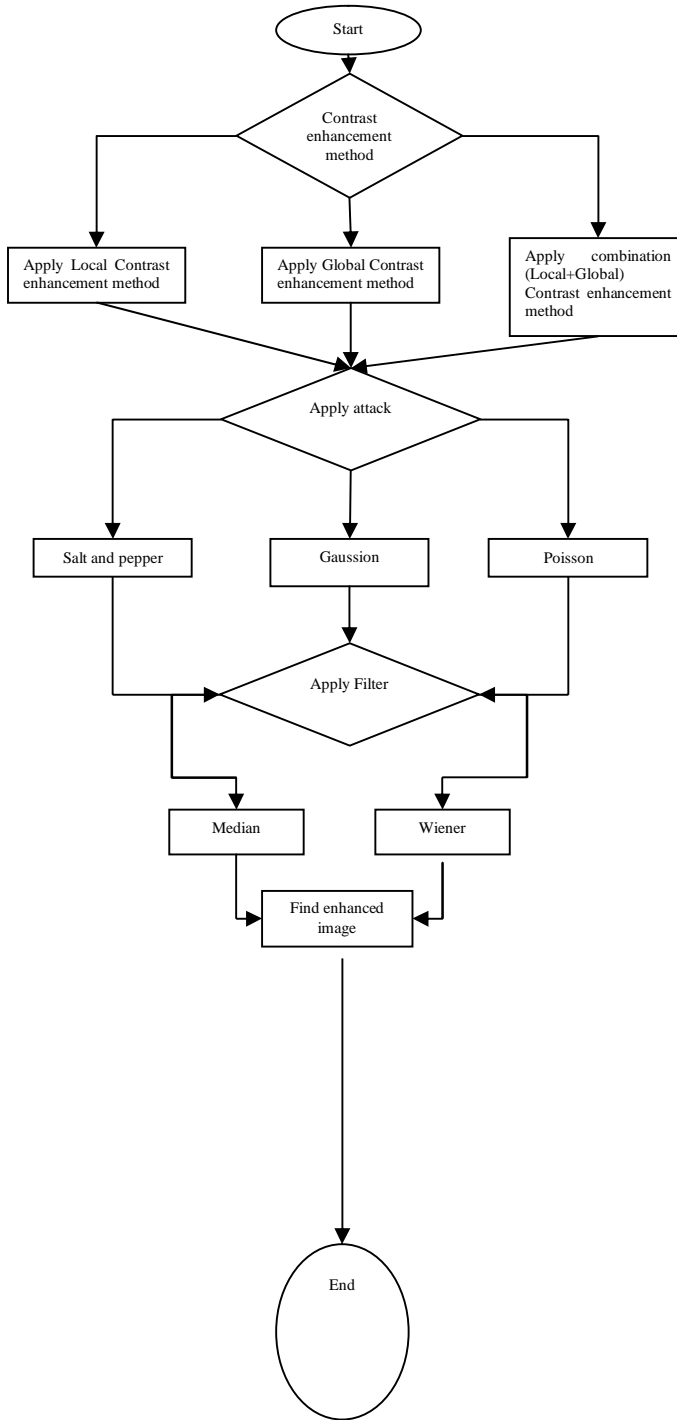 Start
Contrast
enhancement
method
Apply Local Contrast
enhancement method
Apply Global Contrast
enhancement method
Apply combination
(Local+Global)
Contrast enhancement
method
Apply attack
Salt and pepper
Gaussion
Poisson
Apply Filter
Median
Wiener
Find enhanced
image
End